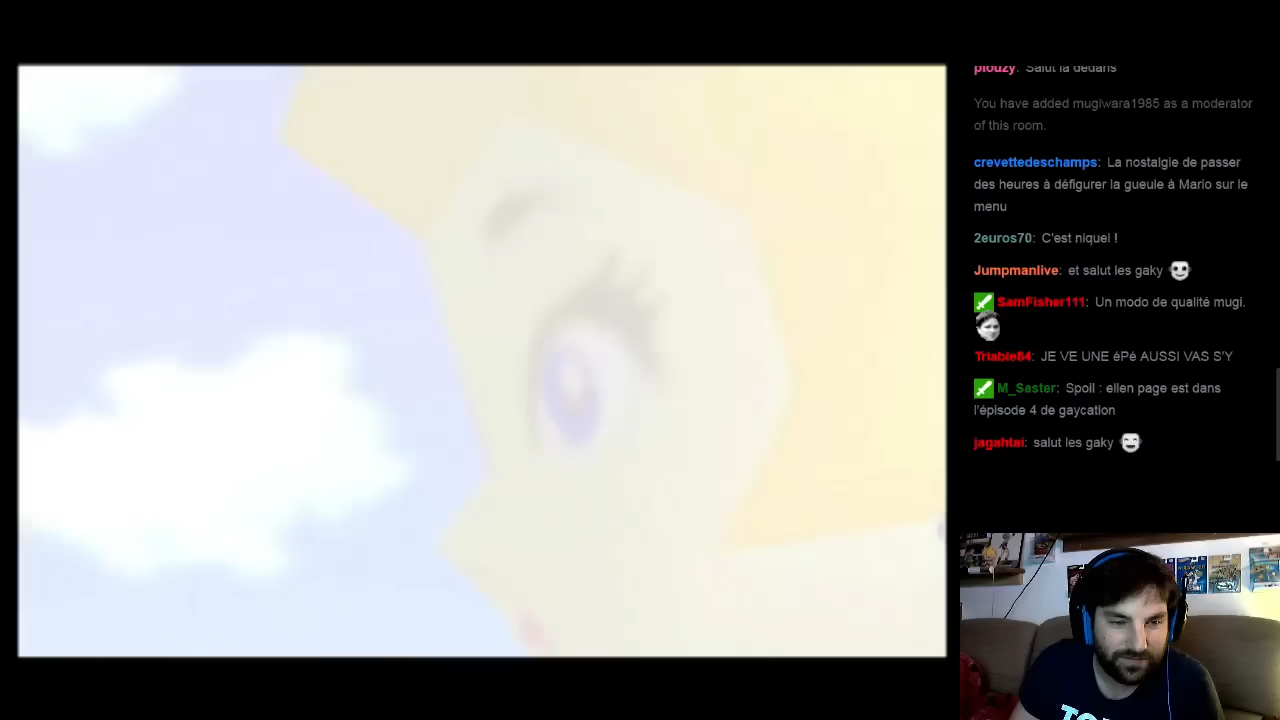 plouzy: Salut la dedans
You have added mugiwara1985 as a moderator
of this room.
crevettedeschamps: La nostalgie de passer
des heures à défigurer la gueule à Mario sur le
menu
2euros70: C'est niquel !
Jumpmanlive: et salut les gaky
SamFisher111: Un modo de qualité mugi.
Triable84: JE VE UNE éPé AUSSI VAS S'Y
M_Saster: Spoil : ellen page est dans
l'épisode 4 de gaycation
jagahtai: salut les gaky